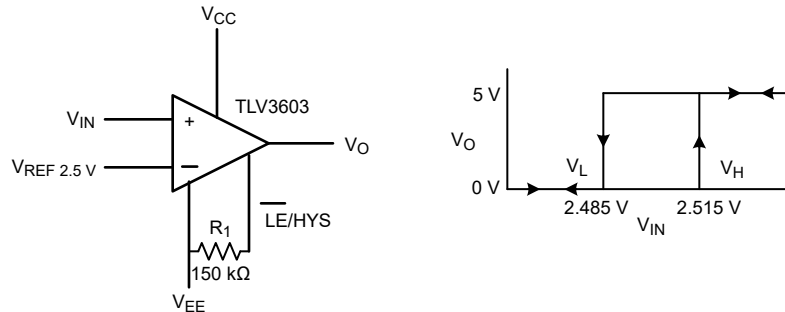 VCC
TLV3603
VIN
+
VO
VREF 2.5 V
−
LE/HYS
R1
150 kΩ
VEE
5 V
VO
0 V
VL
VH
2.485 V
2.515 V
VIN